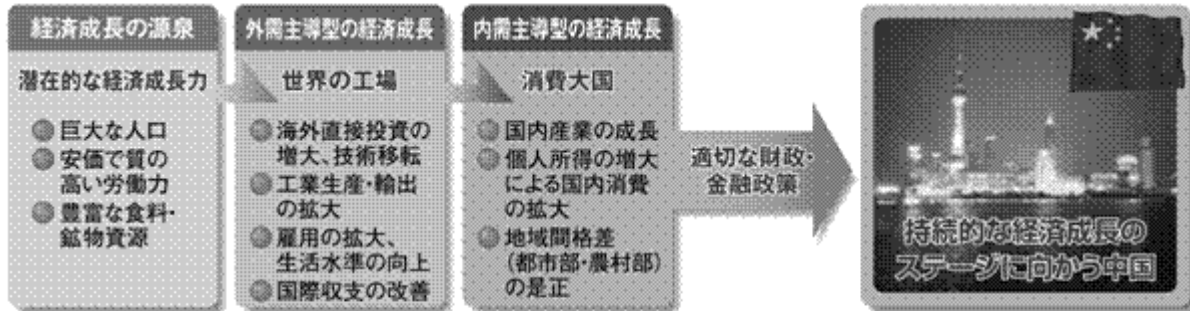 経済成長の源泉
潜在的な経済成長力
巨大な人口
安価で質の
高い労働力
豊富な食料・
鉱物資源
外需主導型の経済成長
世界の工場
海外直接投資の
増大、技術移転
工業生産・輸出
の拡大
雇用の拡大、
生活水準の向上
国際収支の改善
内需主導型の経済成長
消費大国
国内産業の成長
個人所得の増大
による国内消費
の拡大
地域間格差
(都市部・農村部)
の是正
適切な財政・
金融政策
持続的な経済成長の
ステージに向かう中国